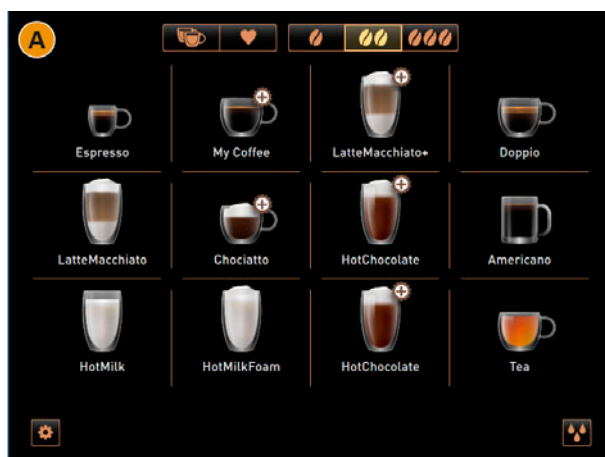 A
Espresso
My Coffee
LatteMacchiato+
Doppio
LatteMacchiato
Chociatto
HotChocolate
Americano
HotMilk
HotMilkFoam
HotChocolate
Tea